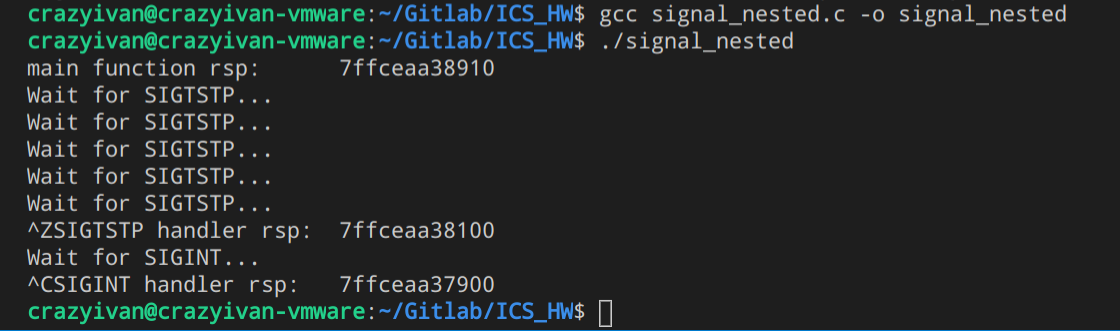 crazyivan@crazyivan-vmware:~/Gitlab/ICS_HW$ gcc signal_nested.c -o signal_nested
crazyivan@crazyivan-vmware:~/Gitlab/ICS_HW$ ./signal_nested
main function rsp:      7ffceaa38910
Wait for SIGTSTP...
Wait for SIGTSTP...
Wait for SIGTSTP...
Wait for SIGTSTP...
Wait for SIGTSTP...
^ZSIGTSTP handler rsp:  7ffceaa38100
Wait for SIGINT...
^CSIGINT handler rsp:   7ffceaa37900
crazyivan@crazyivan-vmware:~/Gitlab/ICS_HW$